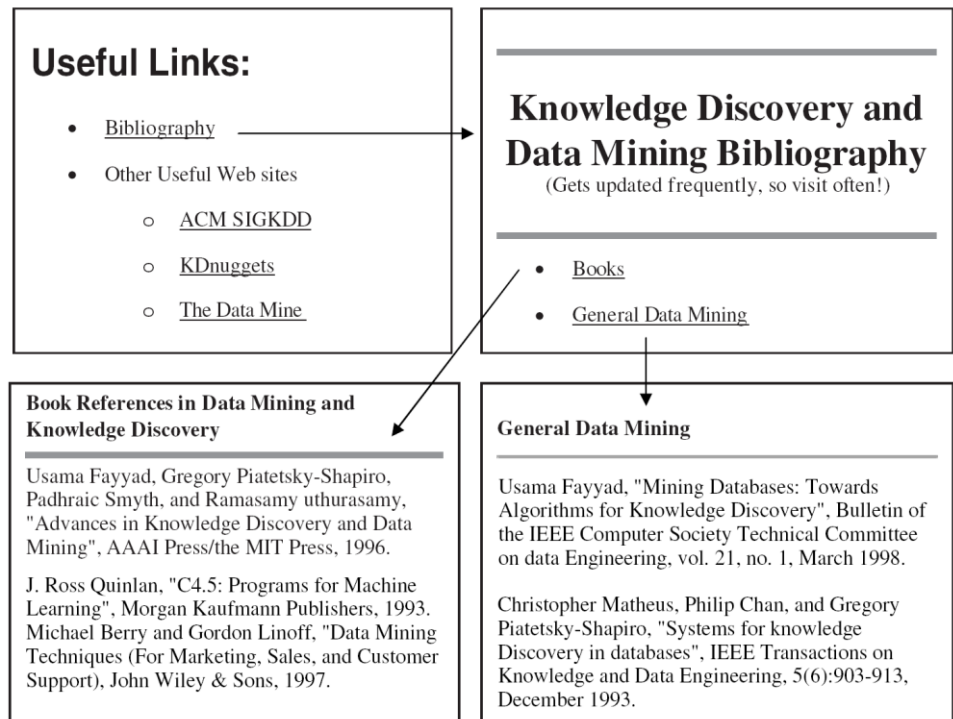 Useful Links:
• Bibliography
• Other Useful Web sites
o ACM SIGKDD
o KDnuggets
o The Data Mine
Knowledge Discovery and
Data Mining Bibliography
(Gets updated frequently, so visit often!)
• Books
• General Data Mining
Book References in Data Mining and
Knowledge Discovery
Usama Fayyad, Gregory Piatetsky-Shapiro,
Padhraic Smyth, and Ramasamy uthurasamy,
"Advances in Knowledge Discovery and Data
Mining", AAAI Press/the MIT Press, 1996.
J. Ross Quinlan, "C4.5: Programs for Machine
Learning", Morgan Kaufmann Publishers, 1993.
Michael Berry and Gordon Linoff, "Data Mining
Techniques (For Marketing, Sales, and Customer
Support), John Wiley & Sons, 1997.
General Data Mining
Usama Fayyad, "Mining Databases: Towards
Algorithms for Knowledge Discovery", Bulletin of
the IEEE Computer Society Technical Committee
on data Engineering, vol. 21, no. 1, March 1998.
Christopher Matheus, Philip Chan, and Gregory
Piatetsky-Shapiro, "Systems for knowledge
Discovery in databases", IEEE Transactions on
Knowledge and Data Engineering, 5(6):903-913,
December 1993.